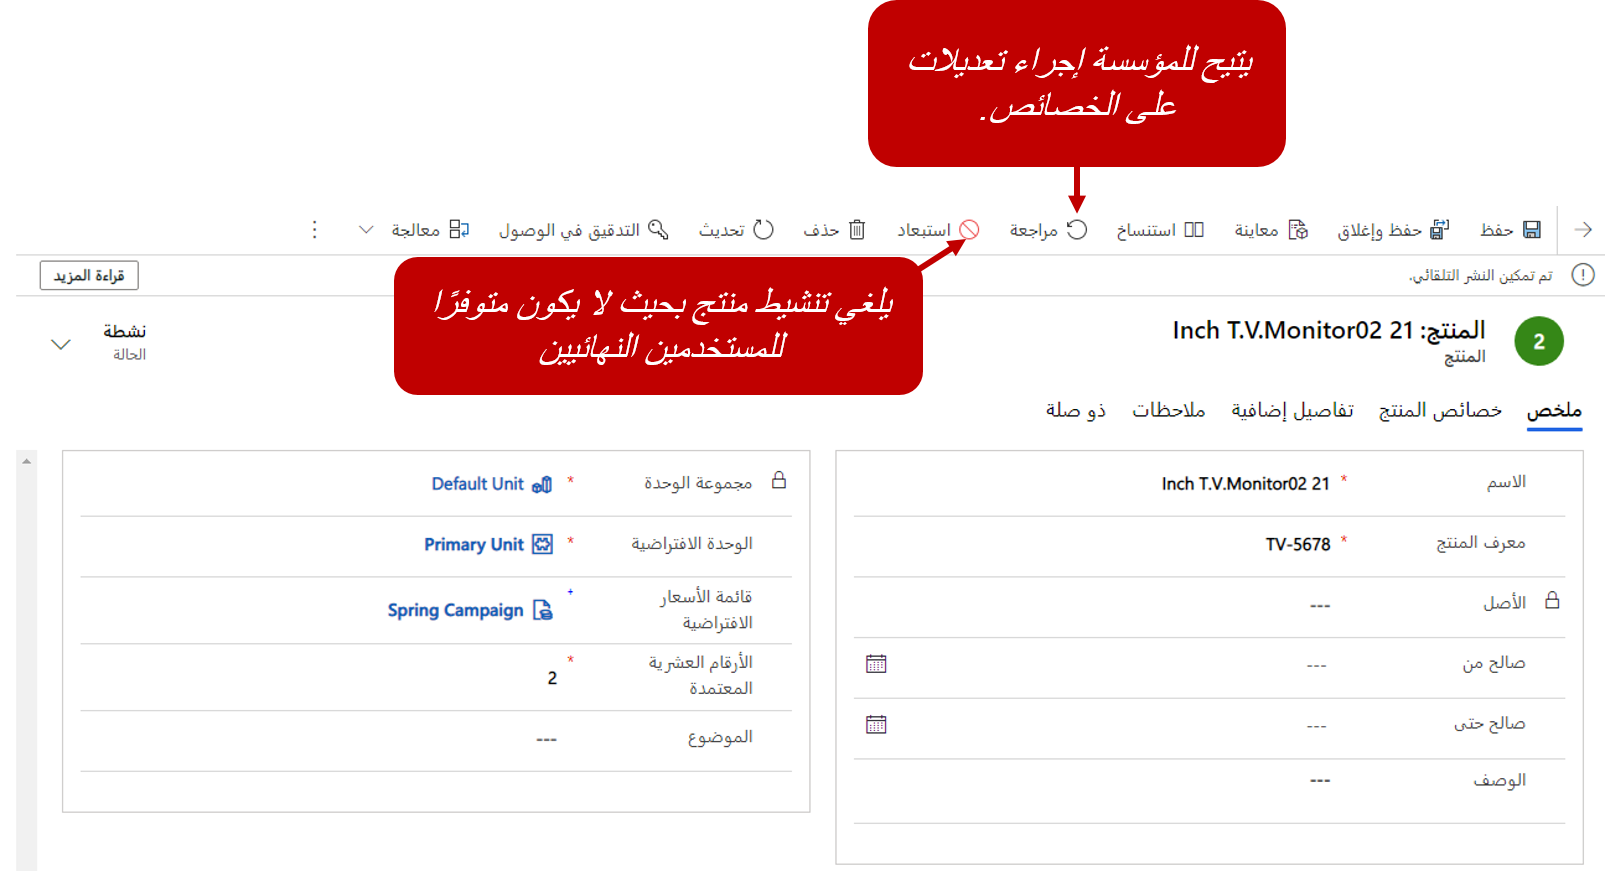 يتيح للمؤسسة إجراء تعديلات
على الخصائص.
حفظ
حفظ وإغلاق
معاينة
استنساخ
مراجعة
استبعاد
حذف
تحديث
التدقيق في الوصول
معالجة
تم تمكين النشر التلقائي.
قراءة المزيد
يلغي تنشيط منتج بحيث لا يكون متوفرًا
للمستخدمين النهائيين
2
المنتج: Inch T.V.Monitor02 21
المنتج
نشطة
الحالة
ملخص
خصائص المنتج
تفاصيل إضافية
ملاحظات
ذو صلة
الاسم * Inch T.V.Monitor02 21
معرف المنتج * TV-5678
الأصل ---
صالح من ---
صالح حتى ---
الوصف ---
مجموعة الوحدة * Default Unit
الوحدة الافتراضية * Primary Unit
قائمة الأسعار
الافتراضية + Spring Campaign
الأرقام العشرية
المعتمدة * 2
الموضوع ---